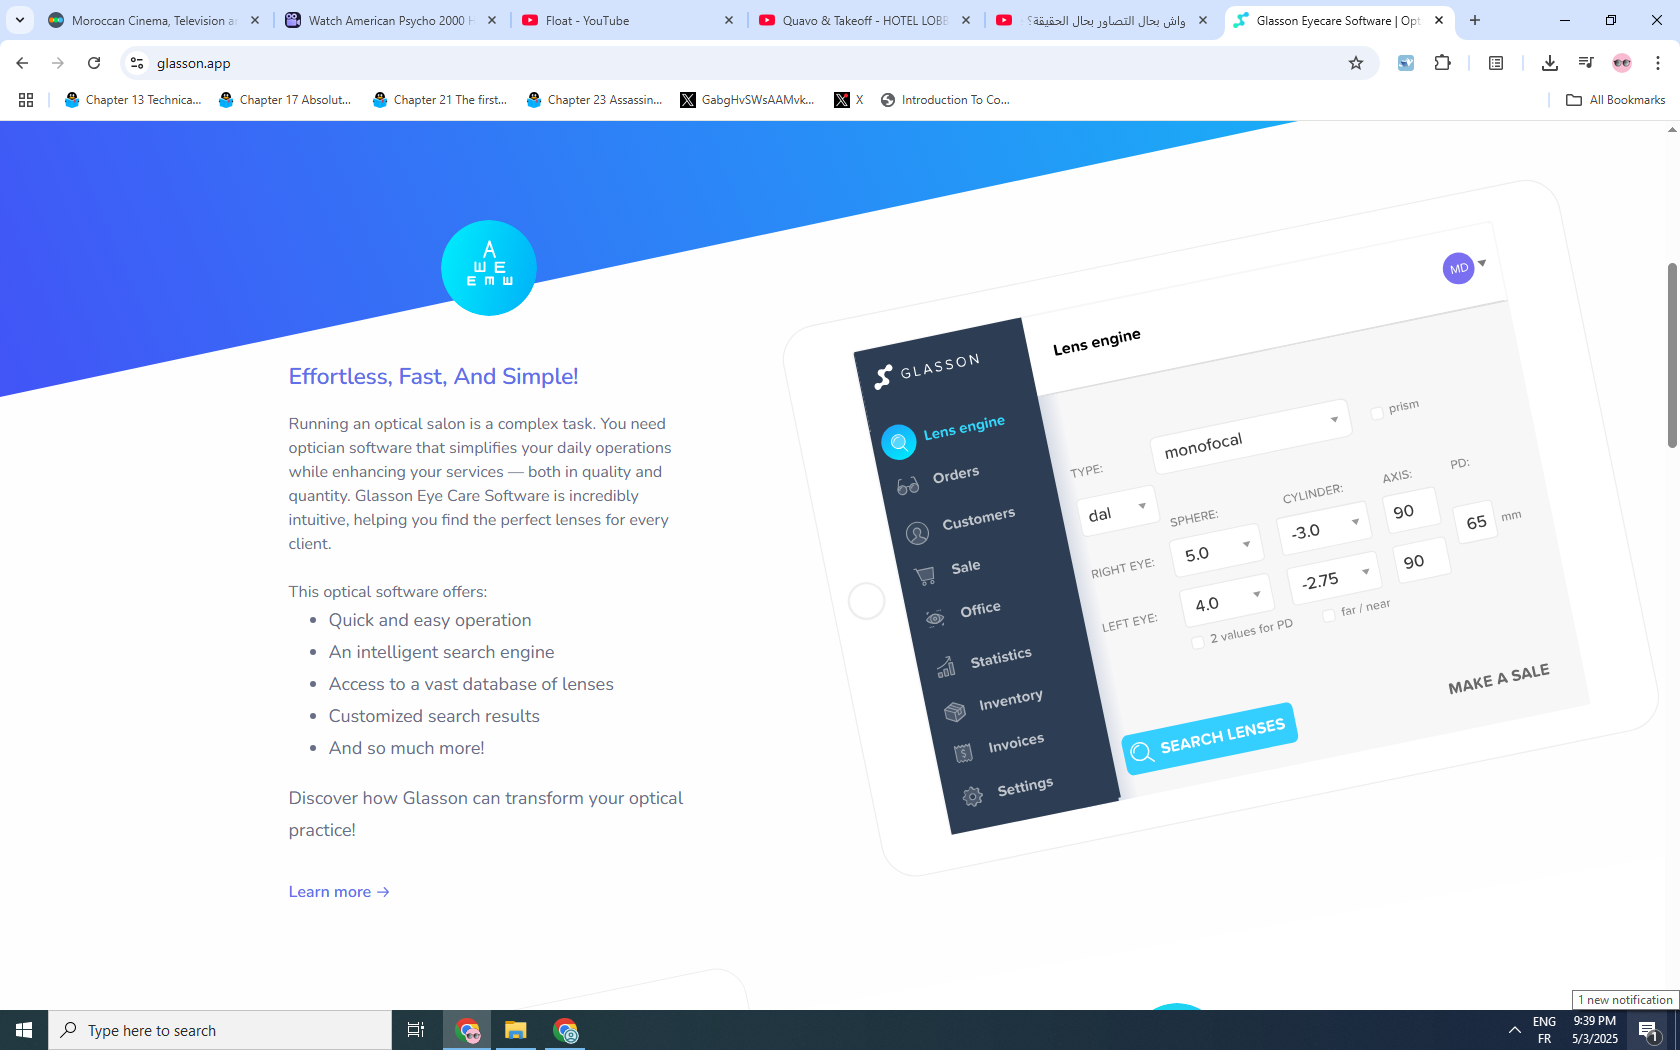 Moroccan Cinema, Television a
Watch American Psycho 2000 H
Float - YouTube
Quavo & Takeoff - HOTEL LOBB
واش بحال التصاور بحال الحقيقة؟
Glasson Eyecare Software | Opt
glasson.app
Chapter 13 Technica...
Chapter 17 Absolut...
Chapter 21 The first...
Chapter 23 Assassin...
GabgHvSWsAAMvk...
X
Introduction To Co...
All Bookmarks
A
E
E
Effortless, Fast, And Simple!
Running an optical salon is a complex task. You need
optician software that simplifies your daily operations
while enhancing your services — both in quality and
quantity. Glasson Eye Care Software is incredibly
intuitive, helping you find the perfect lenses for every
client.
This optical software offers:
• Quick and easy operation
• An intelligent search engine
• Access to a vast database of lenses
• Customized search results
• And so much more!
Discover how Glasson can transform your optical
practice!
Learn more →
GLASSON
Lens engine
Orders
Customers
Sale
Office
Statistics
Inventory
Invoices
Settings
Lens engine
MD
TYPE:
monofocal
prism
dal
SPHERE:
CYLINDER:
AXIS:
PD:
RIGHT EYE:
5.0
-3.0
90
65
mm
LEFT EYE:
4.0
-2.75
90
2 values for PD
far / near
SEARCH LENSES
MAKE A SALE
1 new notification
Type here to search
ENG
FR
9:39 PM
5/3/2025
1